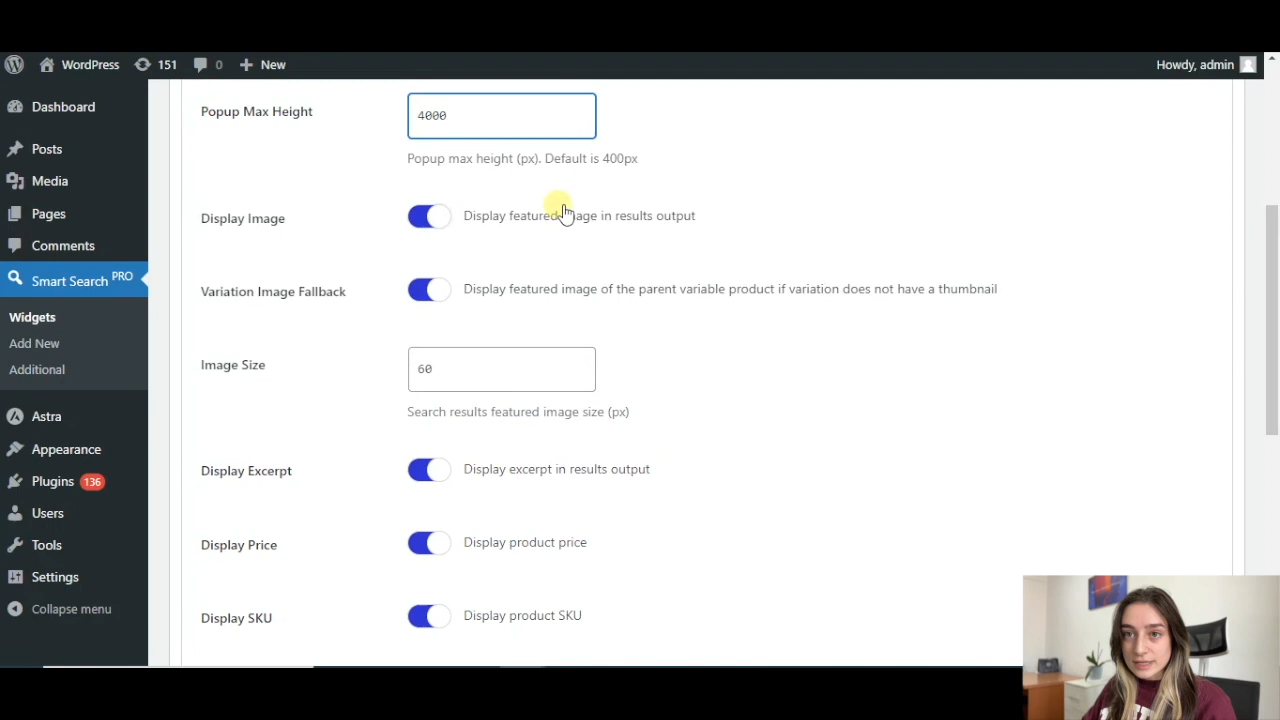 WordPress 151 0 New Howdy, admin
Dashboard
Posts
Media
Pages
Comments
Smart Search PRO
Widgets
Add New
Additional
Astra
Appearance
Plugins 136
Users
Tools
Settings
Collapse menu
Popup Max Height
4000
Popup max height (px). Default is 400px
Display Image
Display featured image in results output
Variation Image Fallback
Display featured image of the parent variable product if variation does not have a thumbnail
Image Size
60
Search results featured image size (px)
Display Excerpt
Display excerpt in results output
Display Price
Display product price
Display SKU
Display product SKU